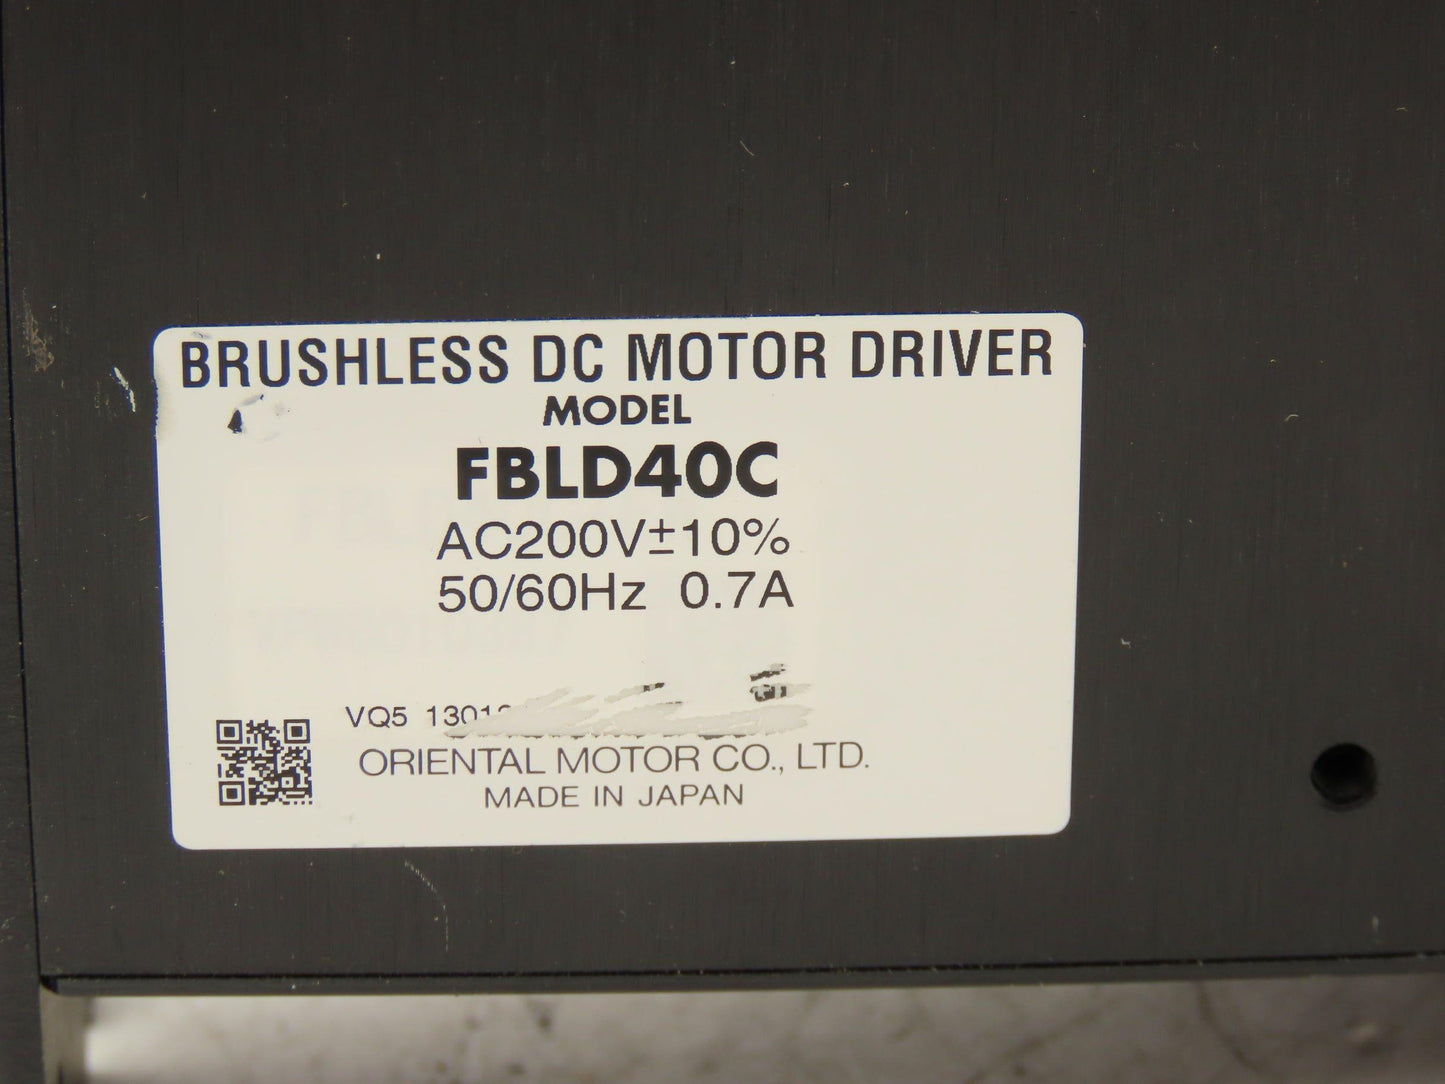 BRUSHLESS DC MOTOR DRIVER
MODEL
FBLD40C
AC200V±10%
50/60Hz 0.7A
VQ5
ORIENTAL MOTOR CO., LTD.
MADE IN JAPAN